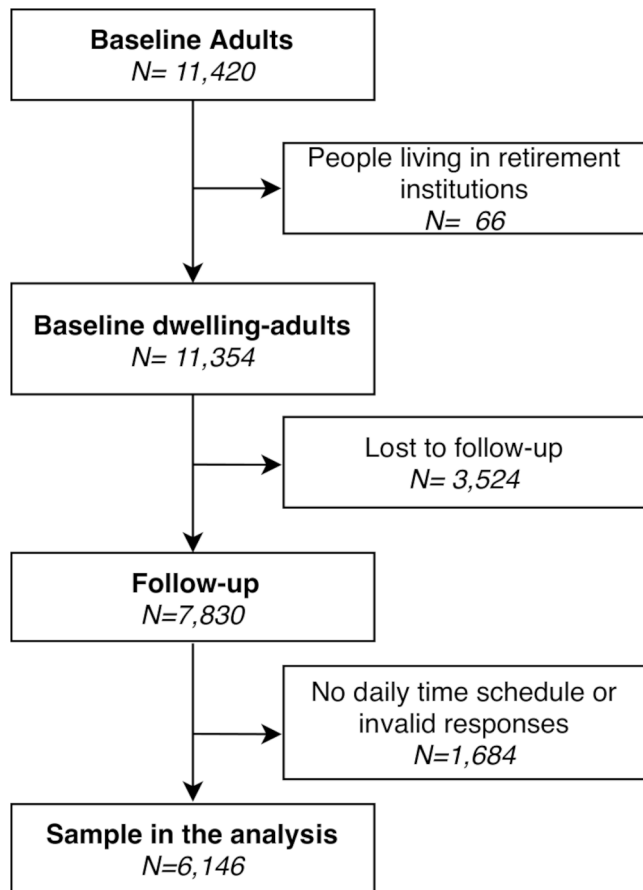 Baseline Adults
N= 11,420
People living in retirement
institutions
N= 66
Baseline dwelling-adults
N= 11,354
Lost to follow-up
N= 3,524
Follow-up
N=7,830
No daily time schedule or
invalid responses
N=1,684
Sample in the analysis
N=6,146